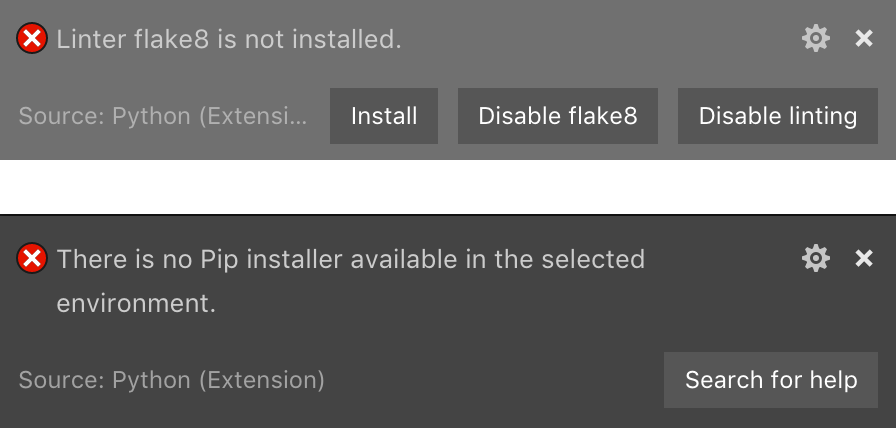 Linter flake8 is not installed.
Source: Python (Extensi... Install Disable flake8 Disable linting
There is no Pip installer available in the selected
environment.
Source: Python (Extension) Search for help